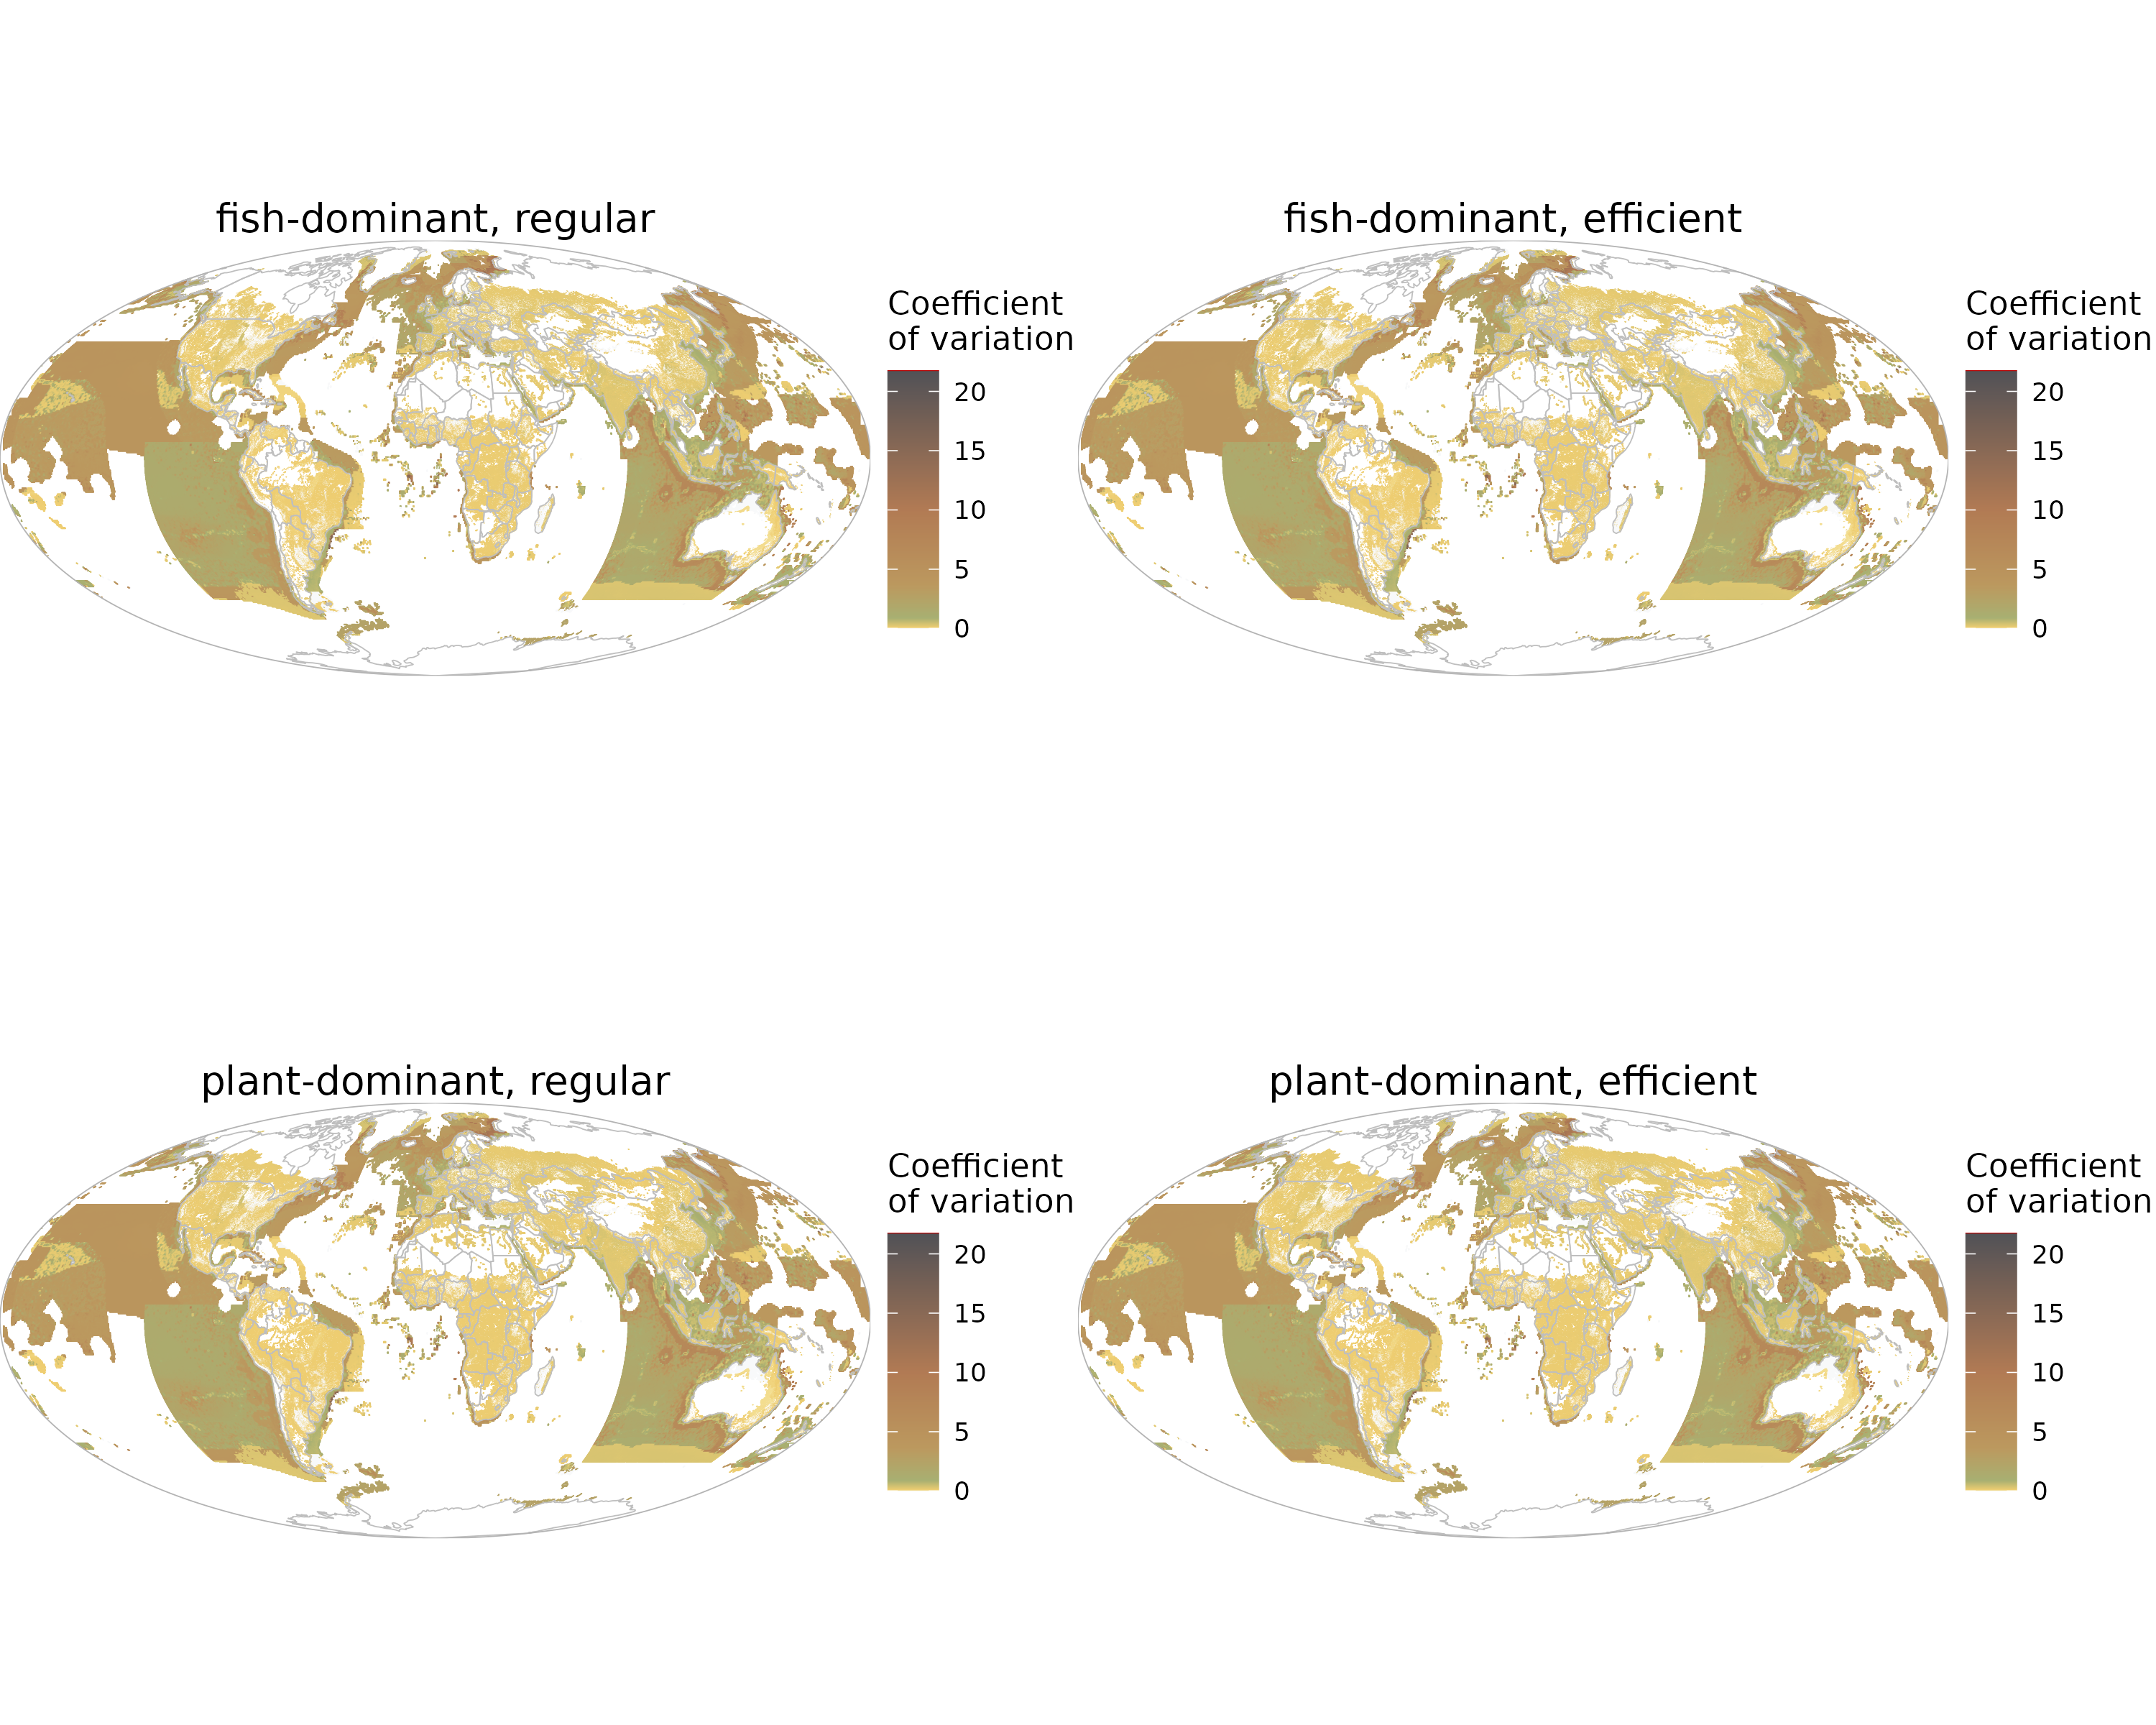 fish-dominant, regular
fish-dominant, efficient
Coefficient
of variation
20
15
10
5
0
Coefficient
of variation
20
15
10
5
0
plant-dominant, regular
plant-dominant, efficient
Coefficient
of variation
20
15
10
5
0
Coefficient
of variation
20
15
10
5
0